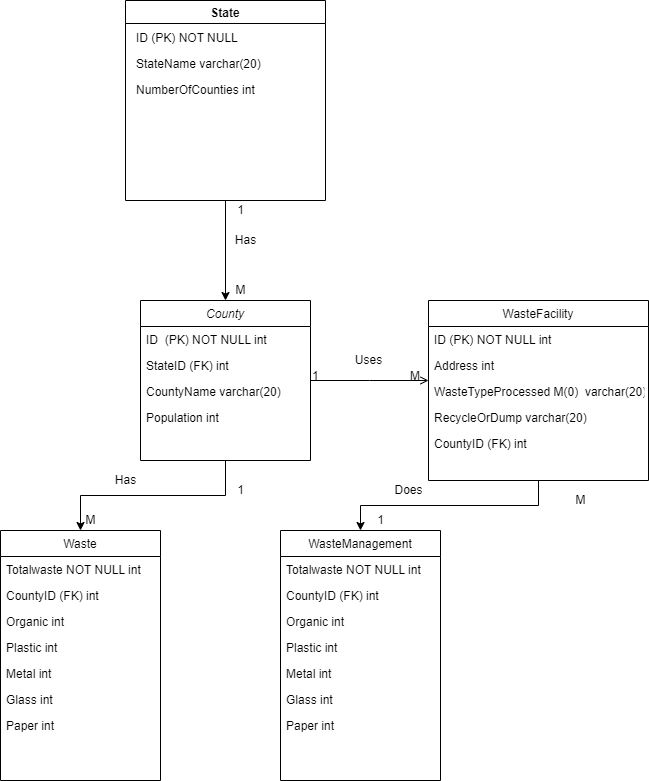 State
ID (PK) NOT NULL
StateName varchar(20)
NumberOfCounties int
1
Has
M
County
ID  (PK) NOT NULL int
StateID (FK) int
CountyName varchar(20)
Population int
1
Uses
M
WasteFacility
ID (PK) NOT NULL int
Address int
WasteTypeProcessed M(0)  varchar(20)
RecycleOrDump varchar(20)
CountyID (FK) int
Has
1
M
Does
M
1
Waste
Totalwaste NOT NULL int
CountyID (FK) int
Organic int
Plastic int
Metal int
Glass int
Paper int
WasteManagement
Totalwaste NOT NULL int
CountyID (FK) int
Organic int
Plastic int
Metal int
Glass int
Paper int